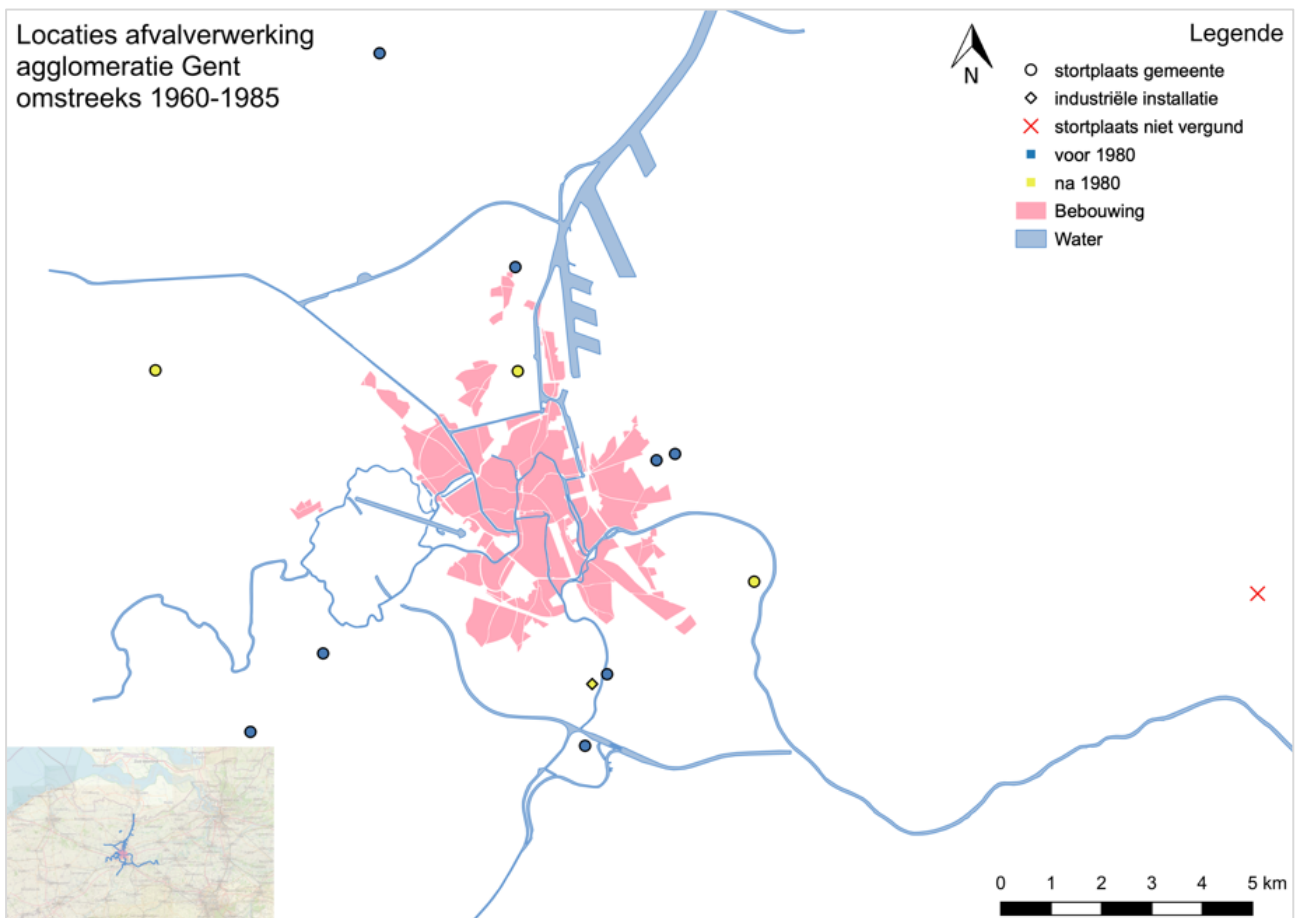 Locaties afvalverwerking
agglomeratie Gent
omstreeks 1960-1985
N
Legende
stortplaats gemeente
industriële installatie
stortplaats niet vergund
voor 1980
na 1980
Bebouwing
Water
0 1 2 3 4 5 km